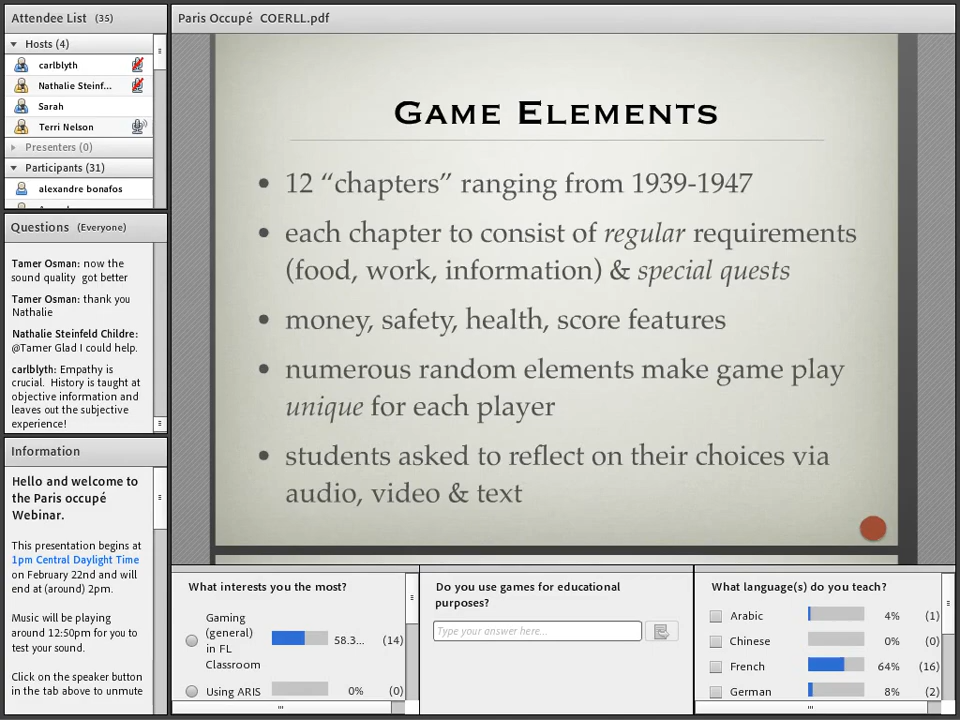 Attendee List (35)
Hosts (4)
carlblyth
Nathalie Steinf...
Sarah
Terri Nelson
Presenters (0)
Participants (31)
alexandre bonafos
Questions (Everyone)
Tamer Osman: now the
sound quality got better
Tamer Osman: thank you
Nathalie
Nathalie Steinfeld Childre:
@Tamer Glad I could help.
carlblyth: Empathy is
crucial. History is taught at
objective information and
leaves out the subjective
experience!
Information
Hello and welcome to
the Paris occupé
Webinar.
This presentation begins at
1pm Central Daylight Time
on February 22nd and will
end at (around) 2pm.
Music will be playing
around 12:50pm for you to
test your sound.
Click on the speaker button
in the tab above to unmute
Paris Occupé COERLL.pdf
Game Elements
• 12 “chapters” ranging from 1939-1947
• each chapter to consist of regular requirements
(food, work, information) & special quests
• money, safety, health, score features
• numerous random elements make game play
unique for each player
• students asked to reflect on their choices via
audio, video & text
What interests you the most?
Gaming
(general)
in FL
Classroom
58.3... (14)
Using ARIS 0% (0)
Do you use games for educational
purposes?
Type your answer here...
What language(s) do you teach?
Arabic 4% (1)
Chinese 0% (0)
French 64% (16)
German 8% (2)